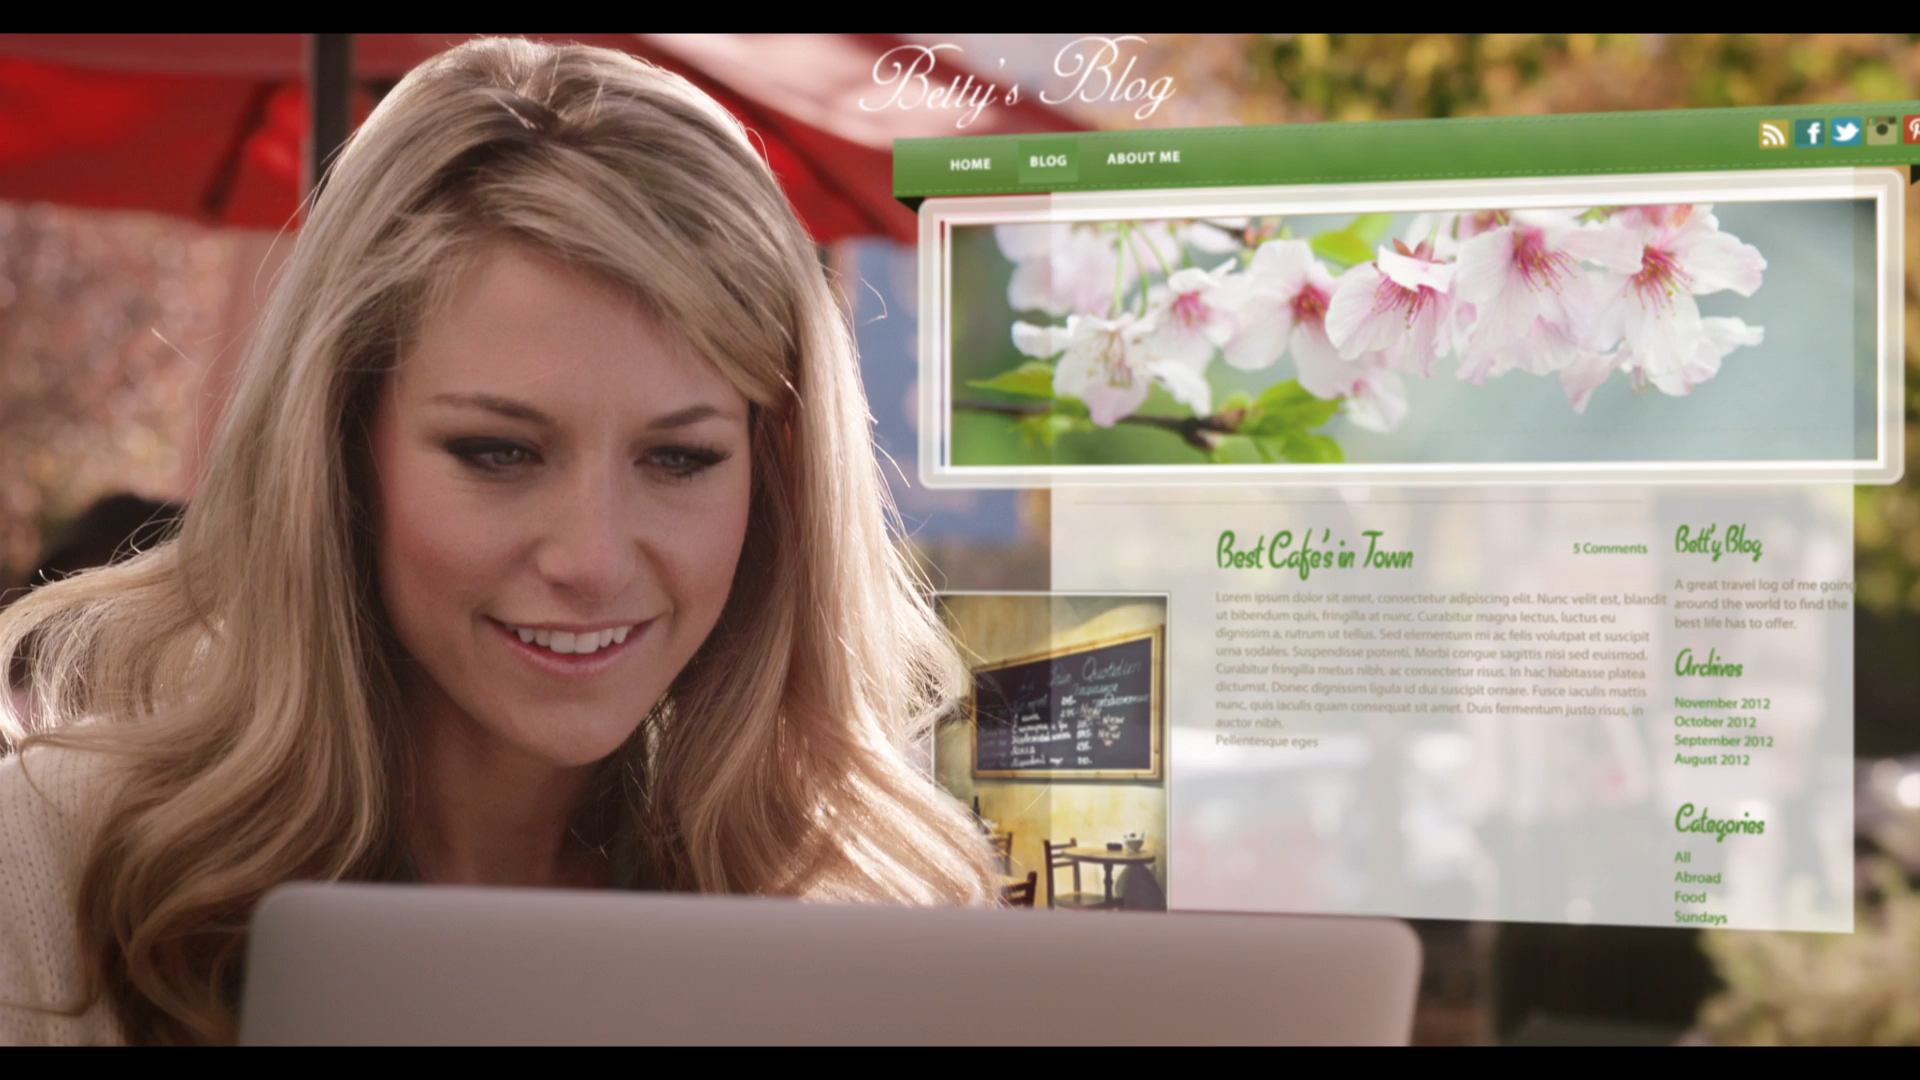 Betty's Blog
HOME BLOG ABOUT ME
Best Cafe's in Town
5 Comments
Lorem ipsum dolor sit amet, consectetur adipiscing elit. Nunc velit est, blandit
ut bibendum quis, fringilla at nunc. Curabitur magna lectus, luctus eu
dignissim a, rutrum ut tellus. Sed elementum mi ac felis volutpat et suscipit
urna sodales. Suspendisse potenti. Morbi congue sagittis nisi sed euismod.
Curabitur fringilla metus nibh, ac consectetur risus. In hac habitasse platea
dictumst. Donec dignissim ligula id dui suscipit ornare. Fusce iaculis mattis
nunc, quis iaculis quam consequat sit amet. Duis fermentum justo risus, in
auctor nibh.
Pellentesque eges
Bett'y Blog
A great travel log of me going
around the world to find the
best life has to offer.
Archives
November 2012
October 2012
September 2012
August 2012
Categories
All
Abroad
Food
Sundays
Pain Quotidien
New
New
New